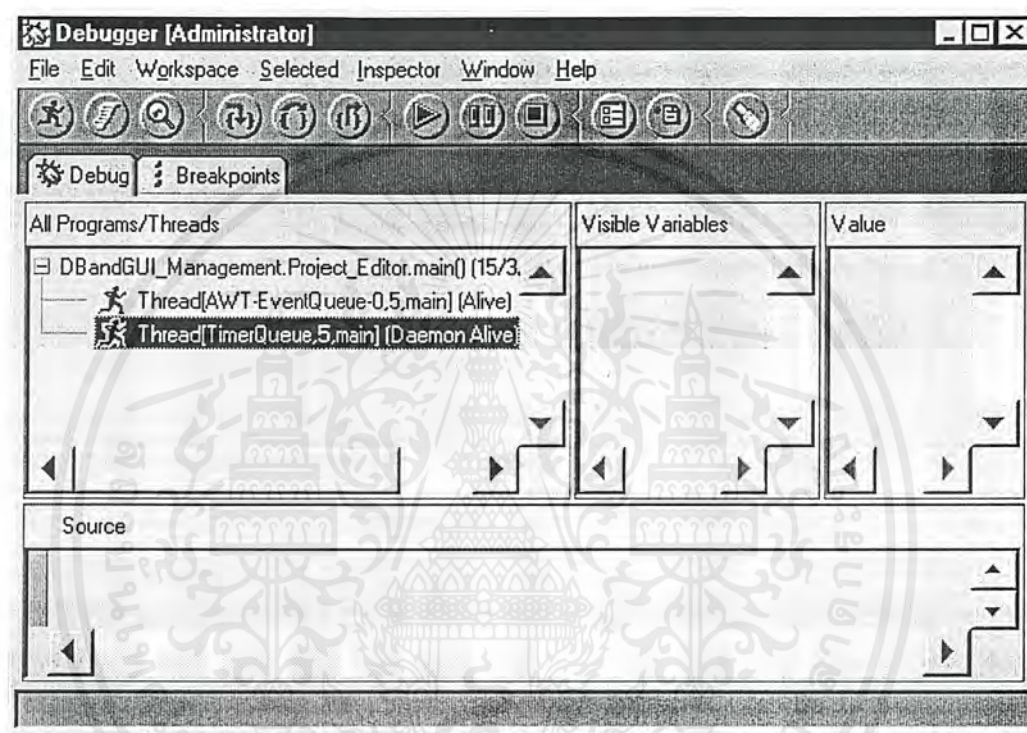 Debugger [Administrator]
File Edit Workspace Selected Inspector Window Help
Debug Breakpoints
All Programs/Threads Visible Variables Value
DBandGUI_Management.Project_Editor.main() (15/3.
Thread[AWT-EventQueue-0,5,main] (Alive)
Thread[TimerQueue,5,main] (Daemon Alive)
Source